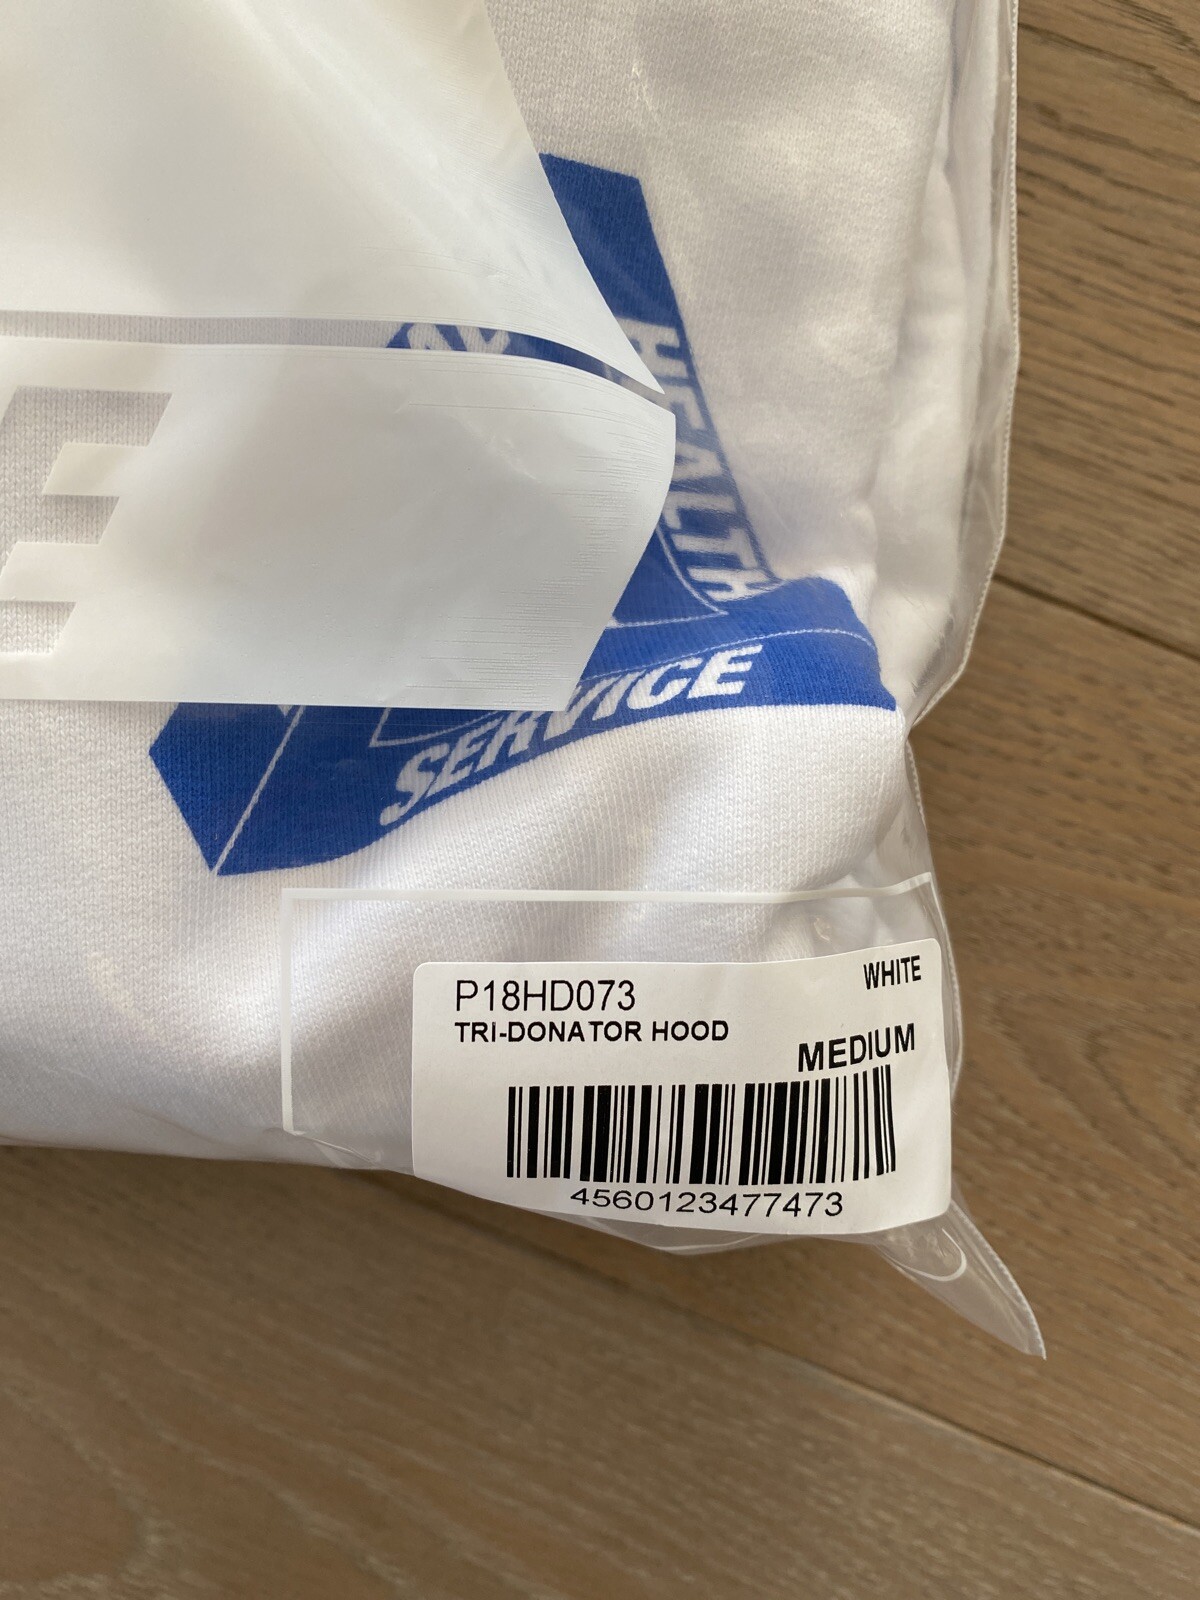 HEALTH
SERVICE
P18HD073
WHITE
TRI-DONATOR HOOD
MEDIUM
4560123477473